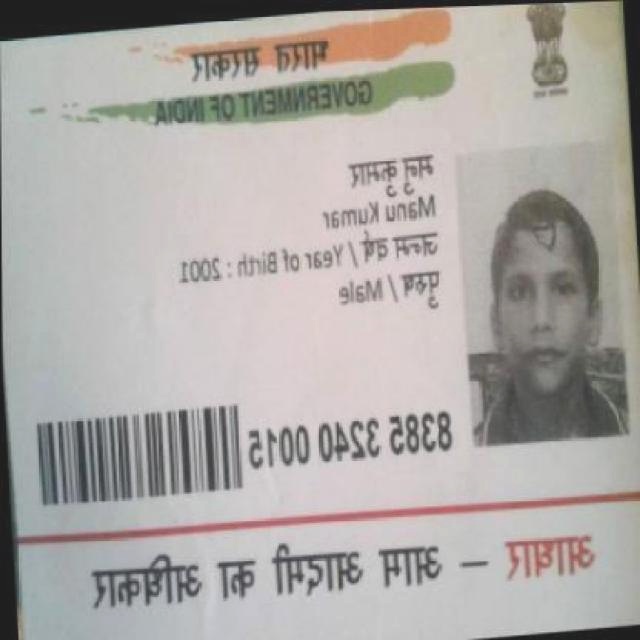 भारत सरकार
GOVERNMENT OF INDIA
मनु कुमार
Manu Kumar
जन्म वर्ष / Year of Birth : 2001
पुरुष / Male
8385 3240 0015
आधार – आम आदमी का अधिकार